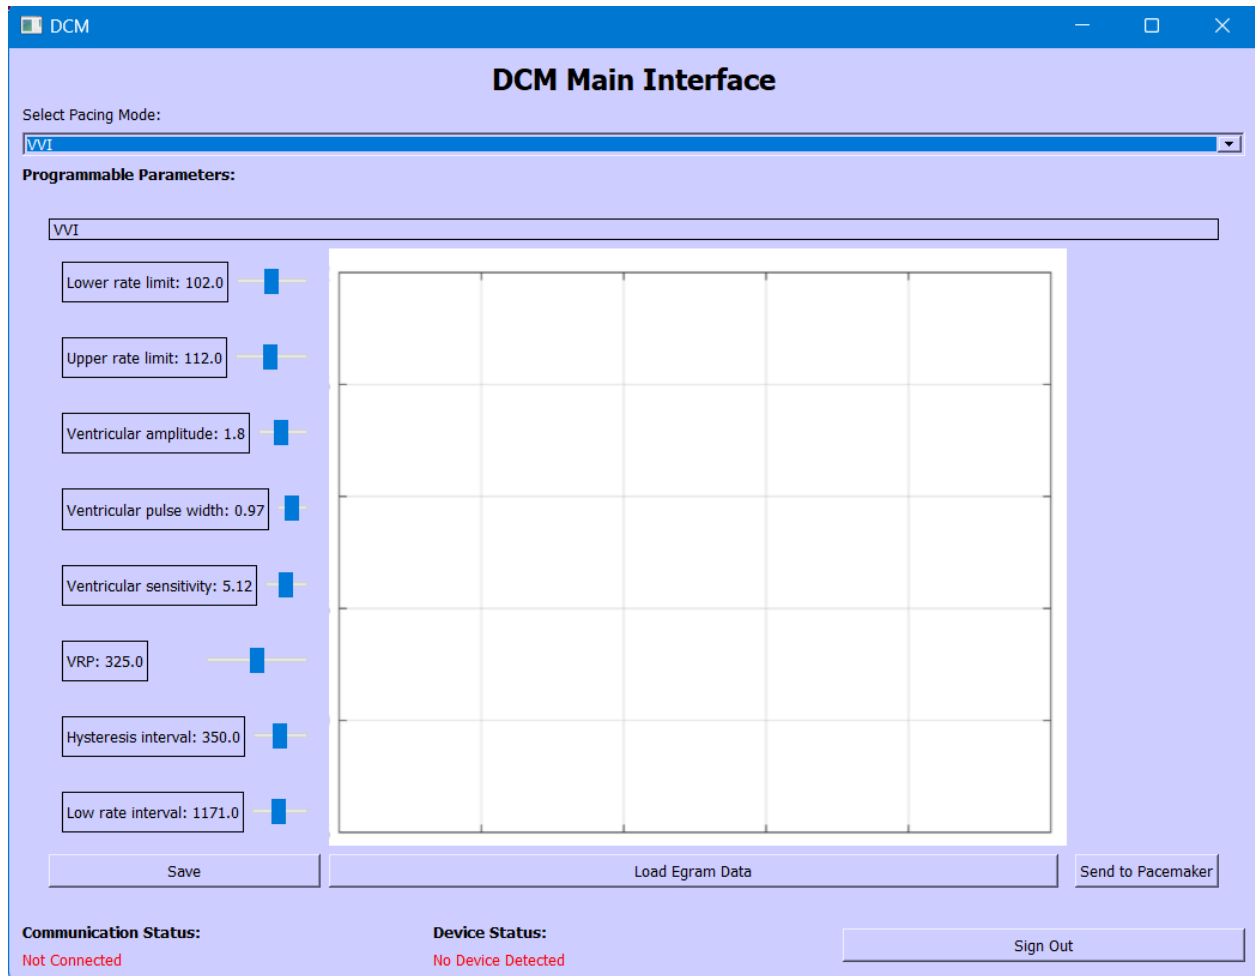 DCM
DCM Main Interface
Select Pacing Mode:
VVI
Programmable Parameters:
VVI
Lower rate limit: 102.0
Upper rate limit: 112.0
Ventricular amplitude: 1.8
Ventricular pulse width: 0.97
Ventricular sensitivity: 5.12
VRP: 325.0
Hysteresis interval: 350.0
Low rate interval: 1171.0
Save
Load Egram Data
Send to Pacemaker
Communication Status:
Device Status:
Sign Out
Not Connected
No Device Detected